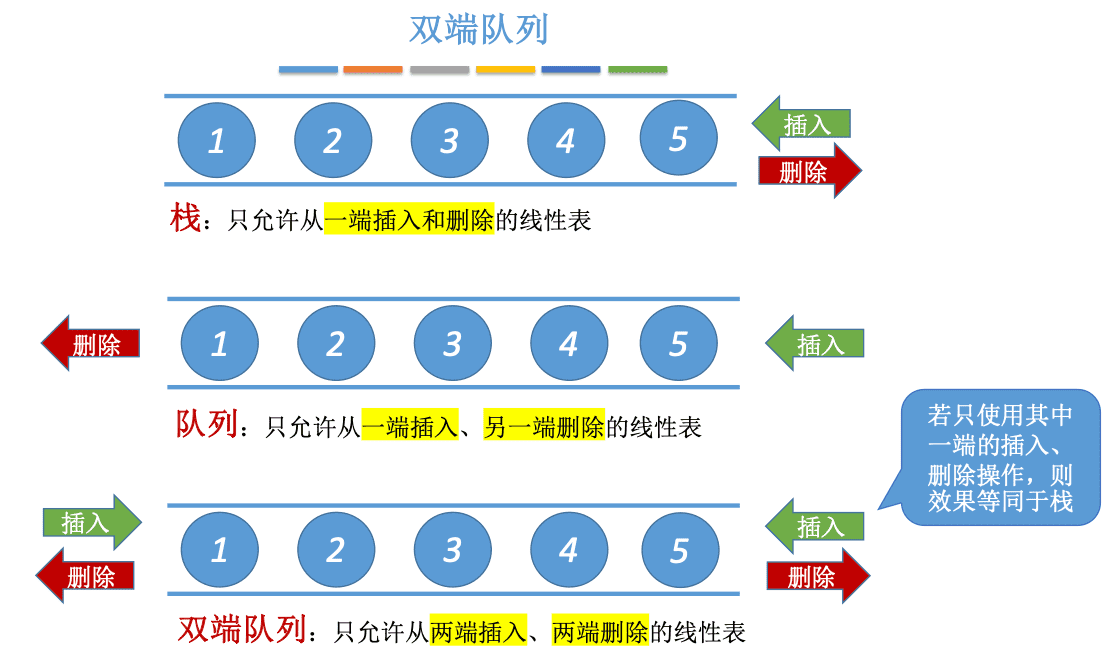 双端队列
1 2 3 4 5
插入
删除
栈：只允许从一端插入和删除的线性表
删除
1 2 3 4 5
插入
队列：只允许从一端插入、另一端删除的线性表
若只使用其中
一端的插入、
删除操作，则
效果等同于栈
插入
删除
1 2 3 4 5
插入
删除
双端队列：只允许从两端插入、两端删除的线性表